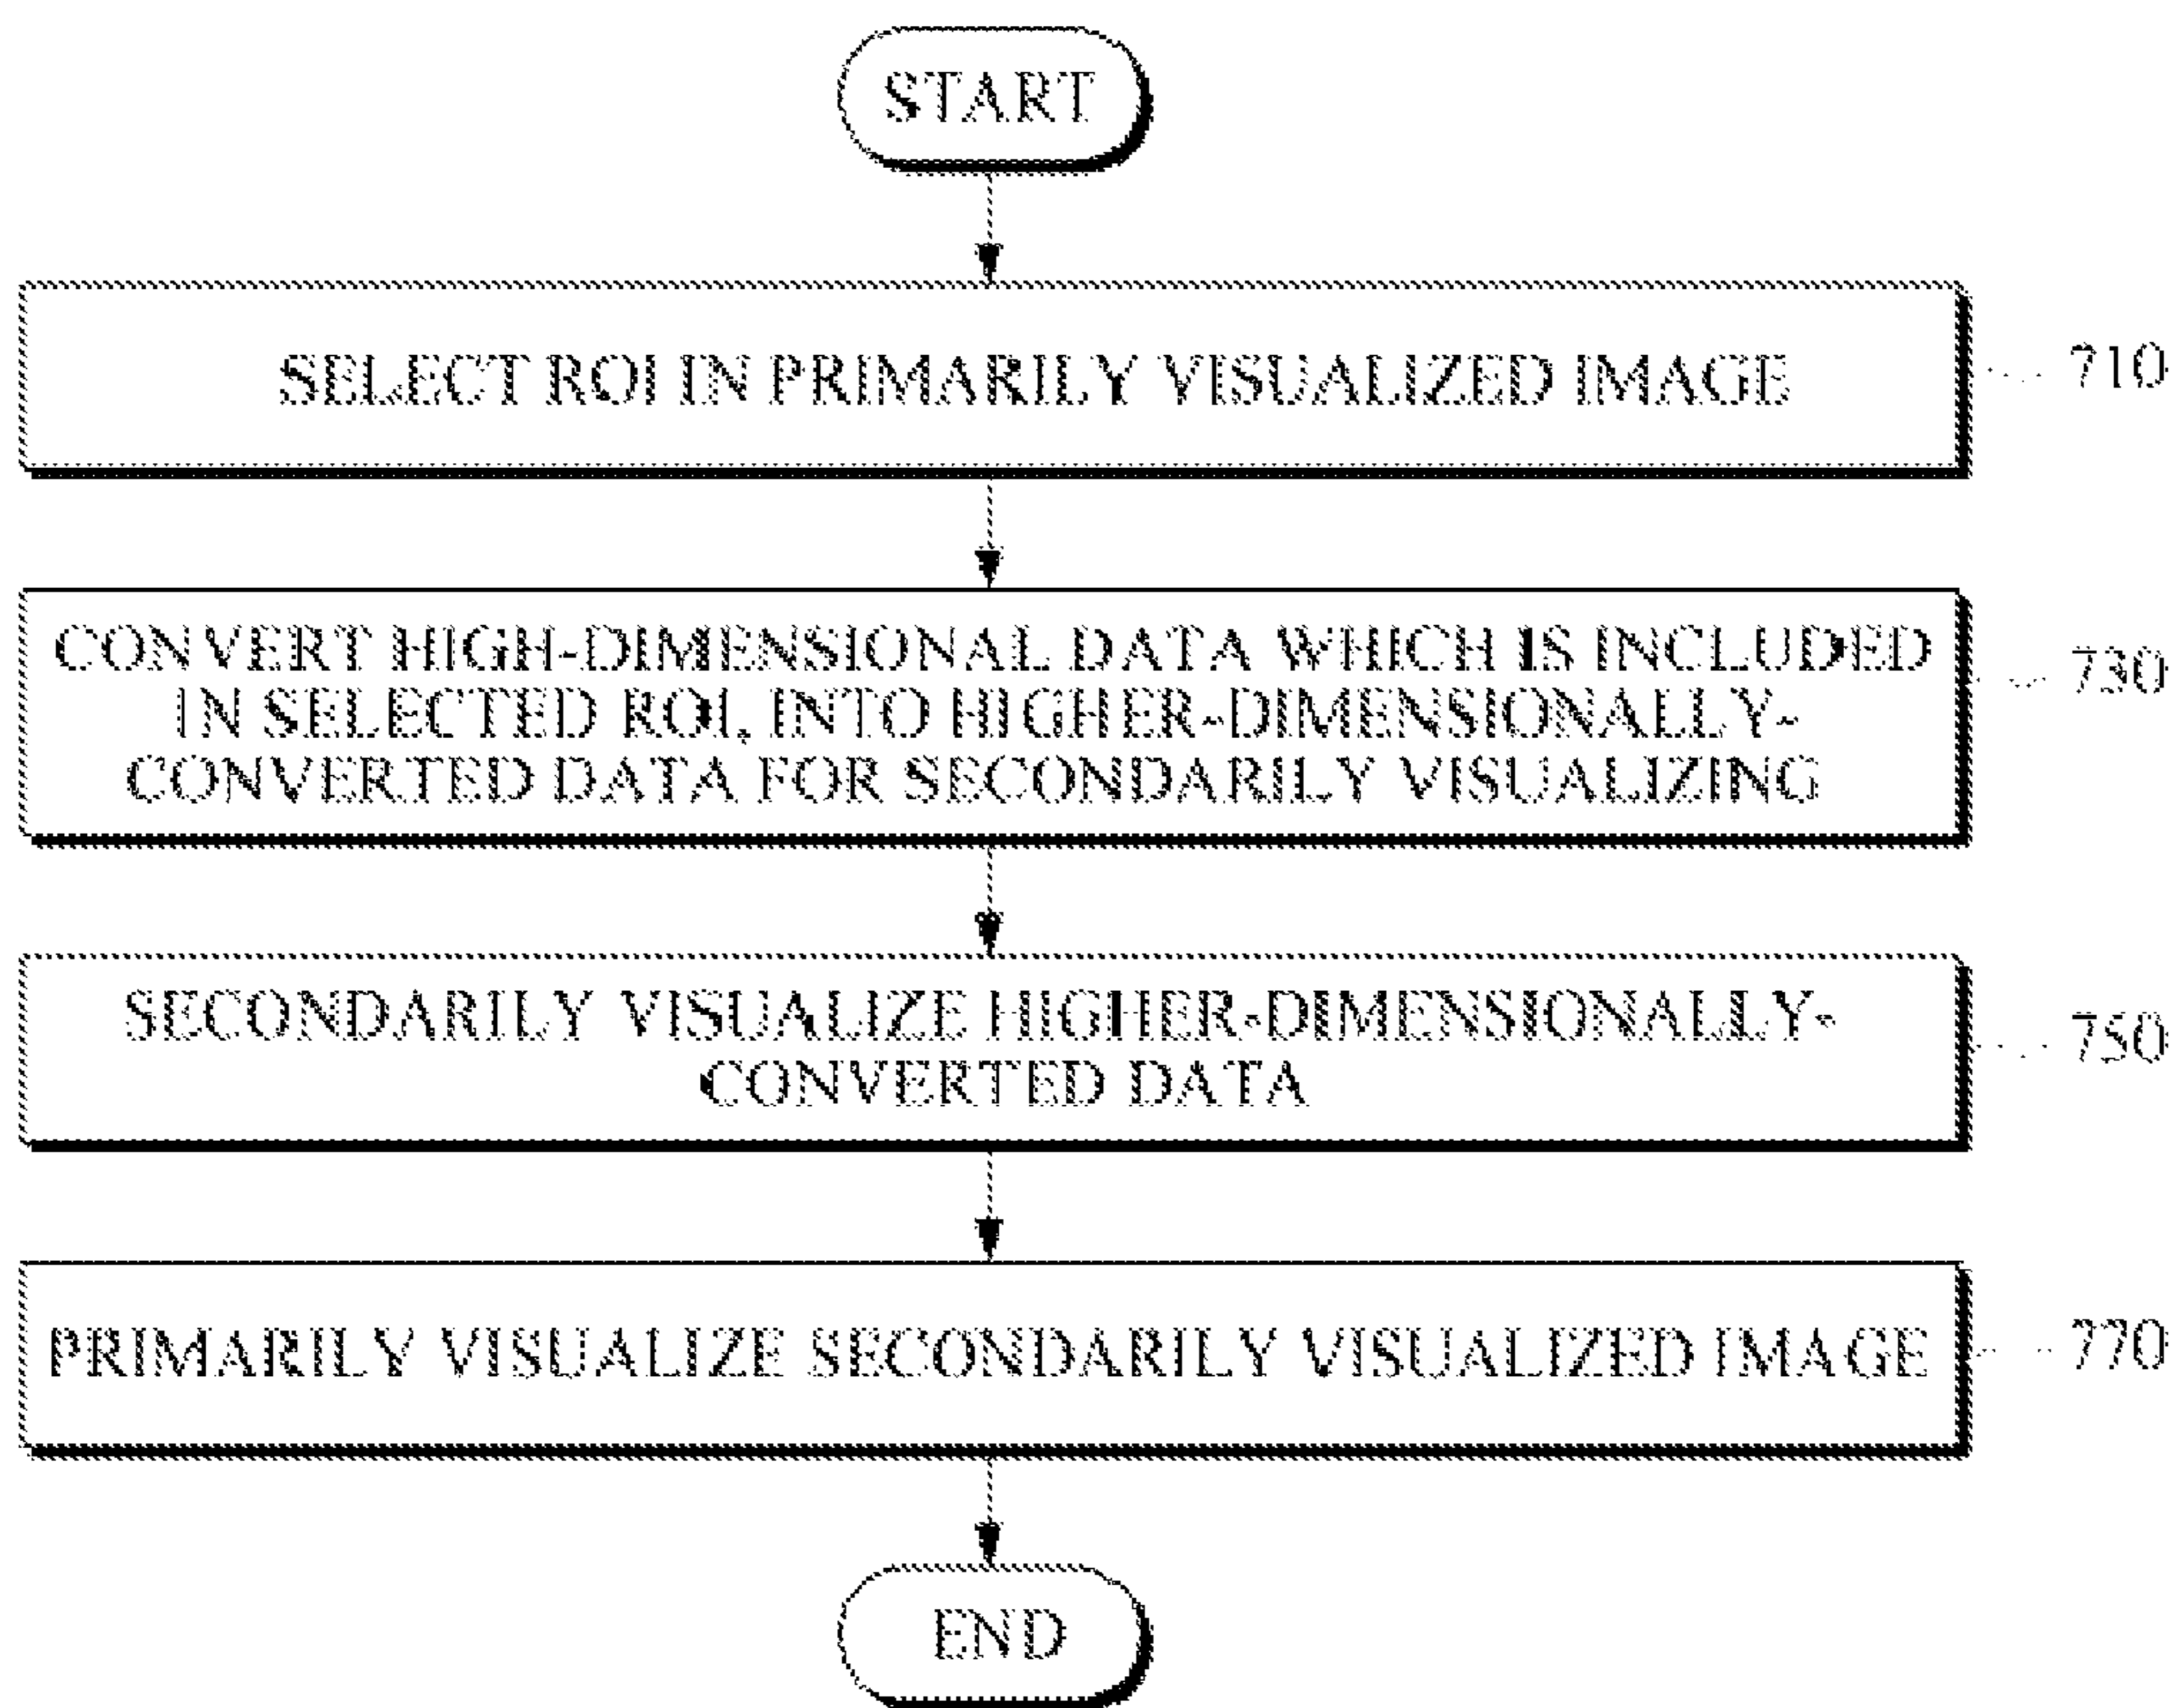 START
SELECT ROI IN PRIMARILY VISUALIZED IMAGE
710
CONVERT HIGH-DIMENSIONAL DATA WHICH IS INCLUDED
IN SELECTED ROI, INTO HIGHER-DIMENSIONALLY-
CONVERTED DATA FOR SECONDARILY VISUALIZING
730
SECONDARILY VISUALIZE HIGHER-DIMENSIONALLY-
CONVERTED DATA
750
PRIMARILY VISUALIZE SECONDARILY VISUALIZED IMAGE
770
END